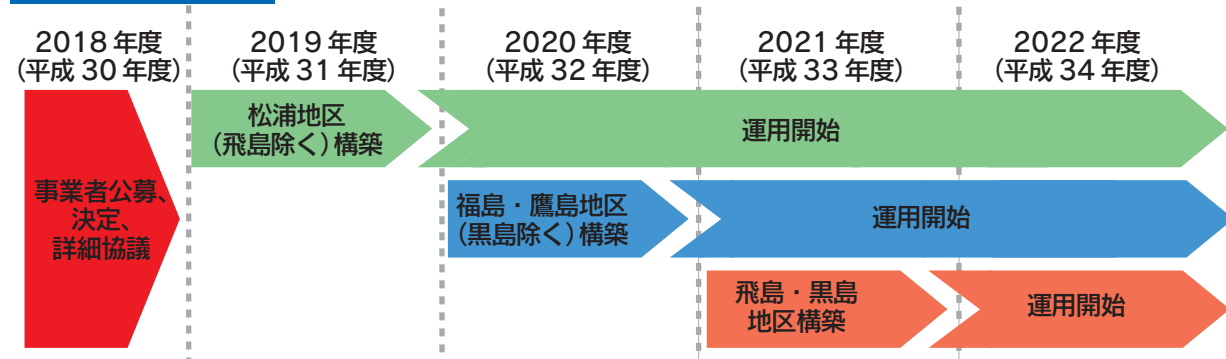 2018年度
(平成30年度)
2019年度
(平成31年度)
2020年度
(平成32年度)
2021年度
(平成33年度)
2022年度
(平成34年度)
事業者公募、
決定、
詳細協議
松浦地区
(飛島除く)構築
運用開始
福島・鷹島地区
(黒島除く)構築
運用開始
飛島・黒島
地区構築
運用開始